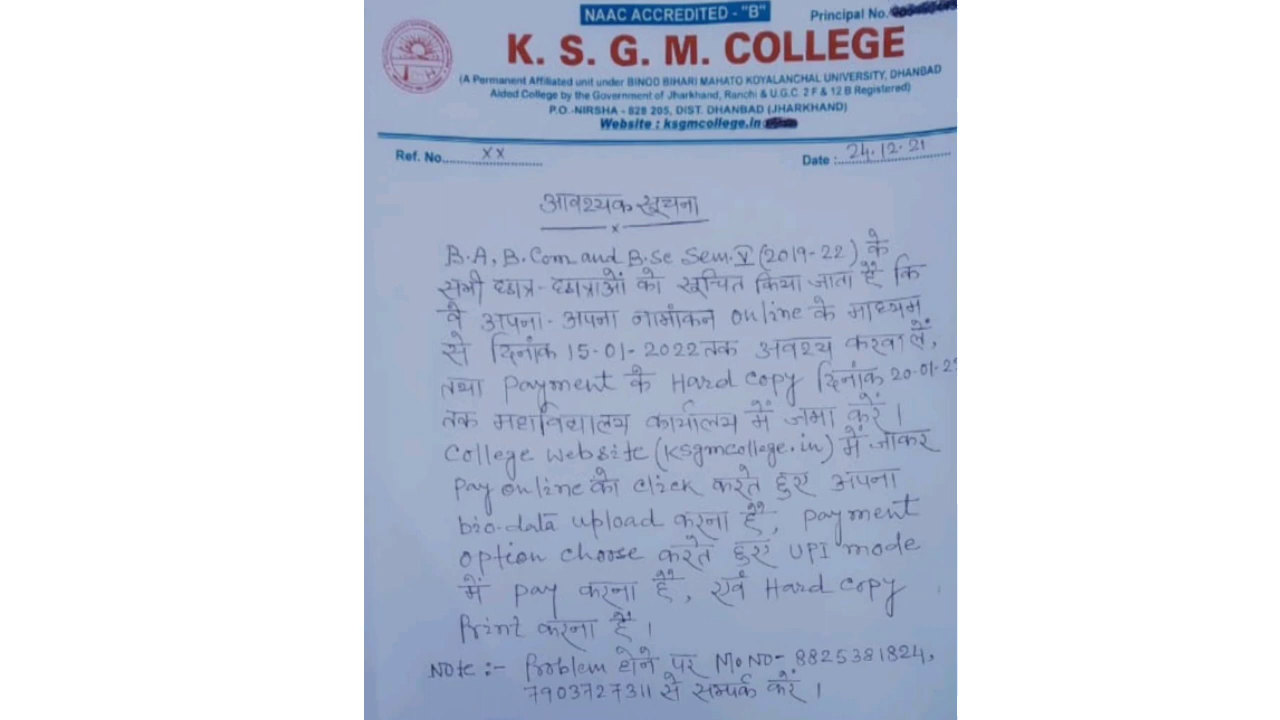 NAAC ACCREDITED - "B"
Principal No.
K. S. G. M. COLLEGE
(A Permanent Affiliated unit under BINOD BIHARI MAHATO KOYALANCHAL UNIVERSITY, DHANBAD
Aided College by the Government of Jharkhand, Ranchi & U.G.C. 2 F & 12 B Registered)
P.O.-NIRSHA - 828 205, DIST. DHANBAD (JHARKHAND)
Website : ksgmcollege.in
Ref. No. XX
Date : 24.12.21
आवश्यक सूचना
B.A, B.Com and B.Sc Sem. V (2019-22) के
सभी छात्र-छात्राओं को सूचित किया जाता है कि
वे अपना-अपना नामांकन online के माध्यम
से दिनांक 15-01-2022 तक अवश्य करवा लें,
तथा Payment के Hard Copy दिनांक 20-01-2
तक महाविद्यालय कार्यालय में जमा करें।
College website (ksgmcollege.in) में जाकर
Pay online को click करते हुए अपना
bio-data upload करना है, payment
option choose करते हुए UPI mode
में pay करना है, एवं Hard Copy
Print करना है।
Note :- Problem होने पर Mo No- 8825381824,
7903727311 से सम्पर्क करें।